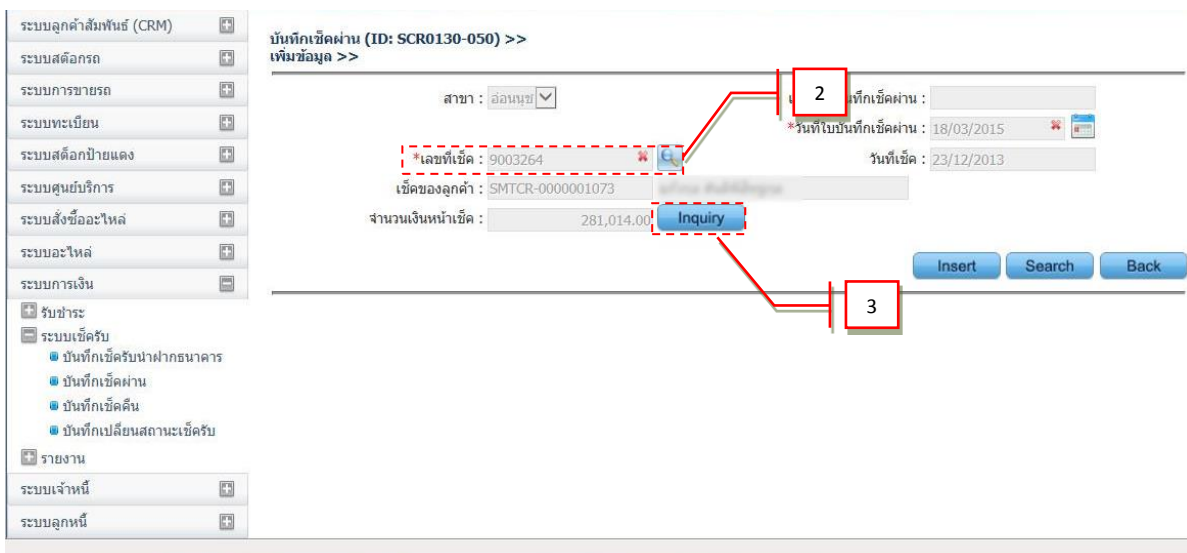 ระบบลูกค้าสัมพันธ์ (CRM)
ระบบสต๊อกรถ
ระบบการขายรถ
ระบบทะเบียน
ระบบสต็อกป้ายแดง
ระบบศูนย์บริการ
ระบบสั่งซื้ออะไหล่
ระบบอะไหล่
ระบบการเงิน
รับชำระ
ระบบเช็ครับ
บันทึกเช็ครับนำฝากธนาคาร
บันทึกเช็คผ่าน
บันทึกเช็คคืน
บันทึกเปลี่ยนสถานะเช็ครับ
รายงาน
ระบบเจ้าหนี้
ระบบลูกหนี้
บันทึกเช็คผ่าน (ID: SCR0130-050) >>
เพิ่มข้อมูล >>
สาขา : อ่อนนุช
2
บันทึกเช็คผ่าน :
*วันที่ใบบันทึกเช็คผ่าน : 18/03/2015
*เลขที่เช็ค : 9003264
วันที่เช็ค : 23/12/2013
เช็คของลูกค้า : SMTCR-0000001073
จำนวนเงินหน้าเช็ค : 281,014.00 Inquiry
Insert Search Back
3